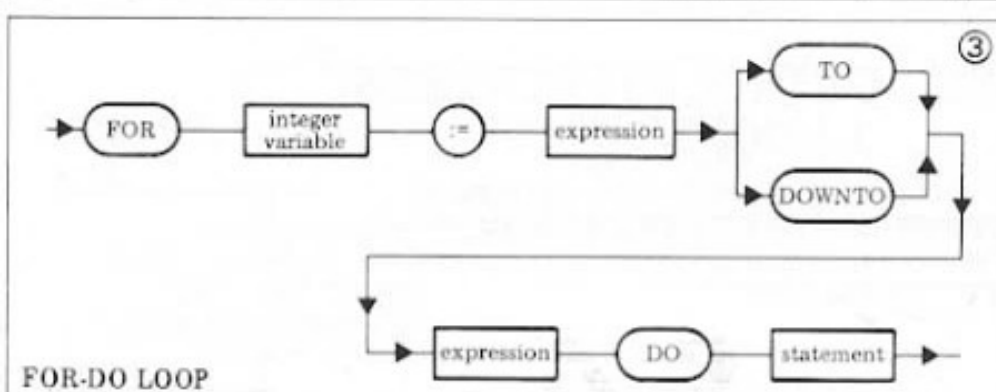 ③
FOR
integer
variable
:=
expression
TO
DOWNTO
expression
DO
statement
FOR-DO LOOP